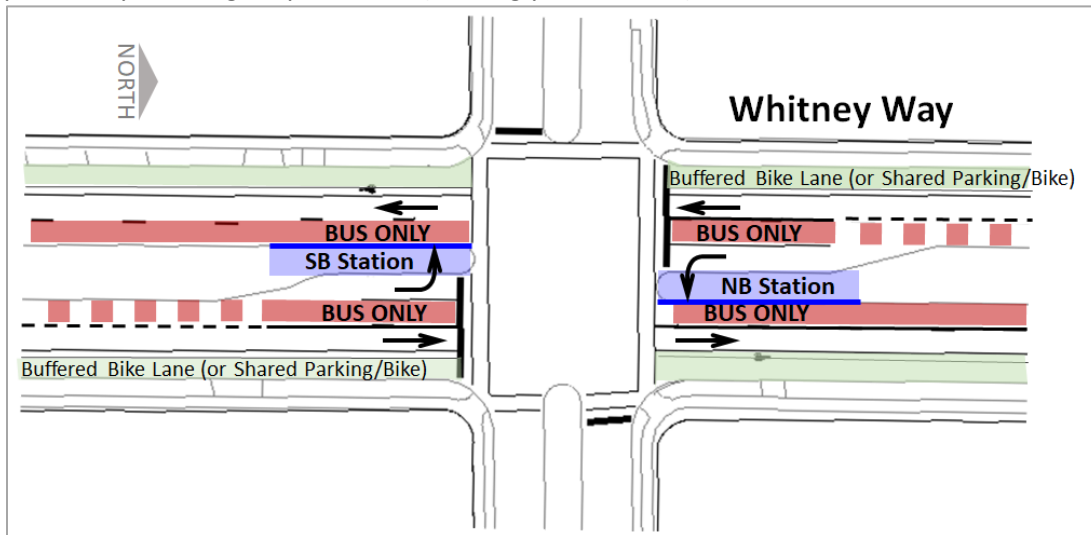 NORTH
Whitney Way
Buffered Bike Lane (or Shared Parking/Bike)
BUS ONLY
BUS ONLY
SB Station
NB Station
BUS ONLY
BUS ONLY
Buffered Bike Lane (or Shared Parking/Bike)